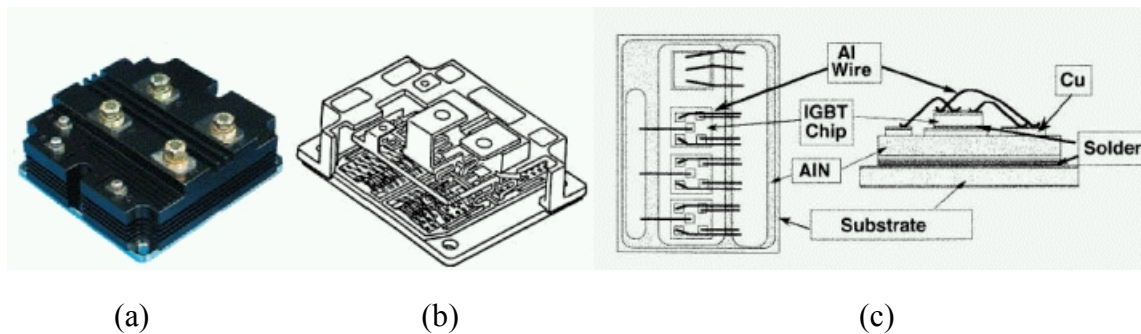 Al
Wire
Cu
IGBT
Chip
Solder
AlN
Substrate
(a)
(b)
(c)